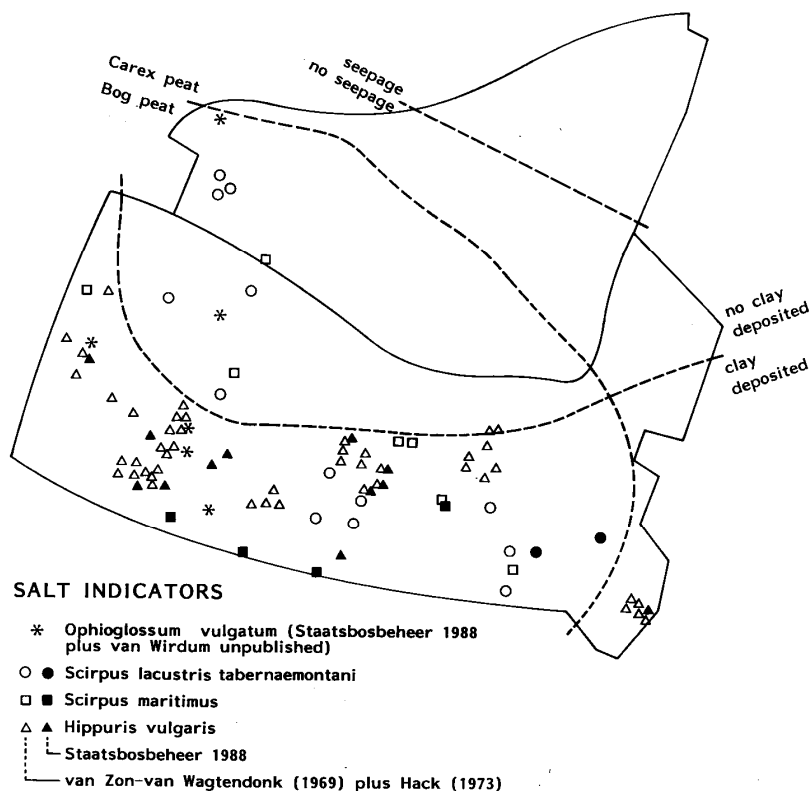 Carex peat
Bog peat
seepage
no seepage
no clay
deposited
clay
deposited
SALT INDICATORS
Ophioglossum vulgatum (Staatsbosbeheer 1988
plus van Wirdum unpublished)
Scirpus lacustris tabernaemontani
Scirpus maritimus
Hippuris vulgaris
Staatsbosbeheer 1988
van Zon-van Wagtendonk (1969) plus Hack (1973)